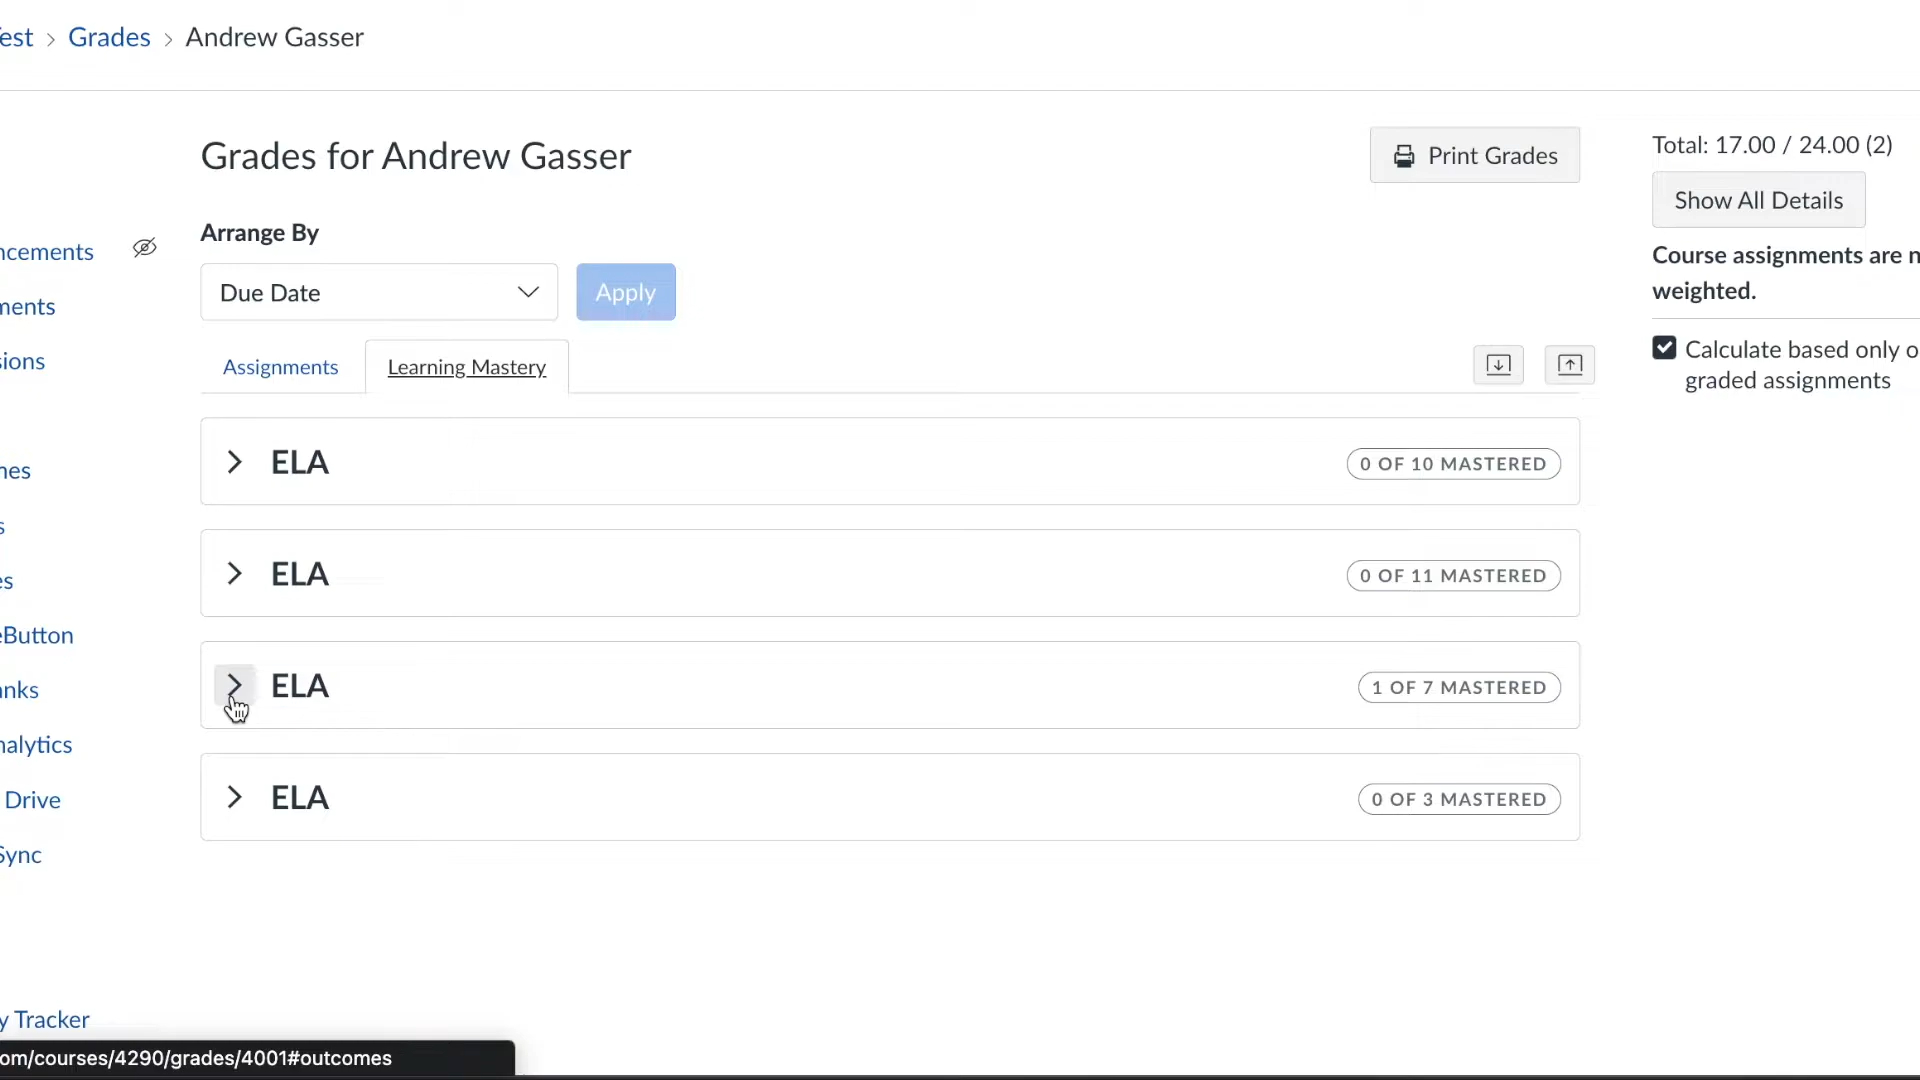 est > Grades > Andrew Gasser
Grades for Andrew Gasser
Print Grades
Total: 17.00 / 24.00 (2)
Show All Details
Course assignments are n
weighted.
Calculate based only o
graded assignments
Arrange By
Due Date
Apply
Assignments
Learning Mastery
ELA
0 OF 10 MASTERED
ELA
0 OF 11 MASTERED
ELA
1 OF 7 MASTERED
ELA
0 OF 3 MASTERED
ncements
ments
sions
nes
s
es
eButton
anks
nalytics
Drive
Sync
y Tracker
om/courses/4290/grades/4001#outcomes